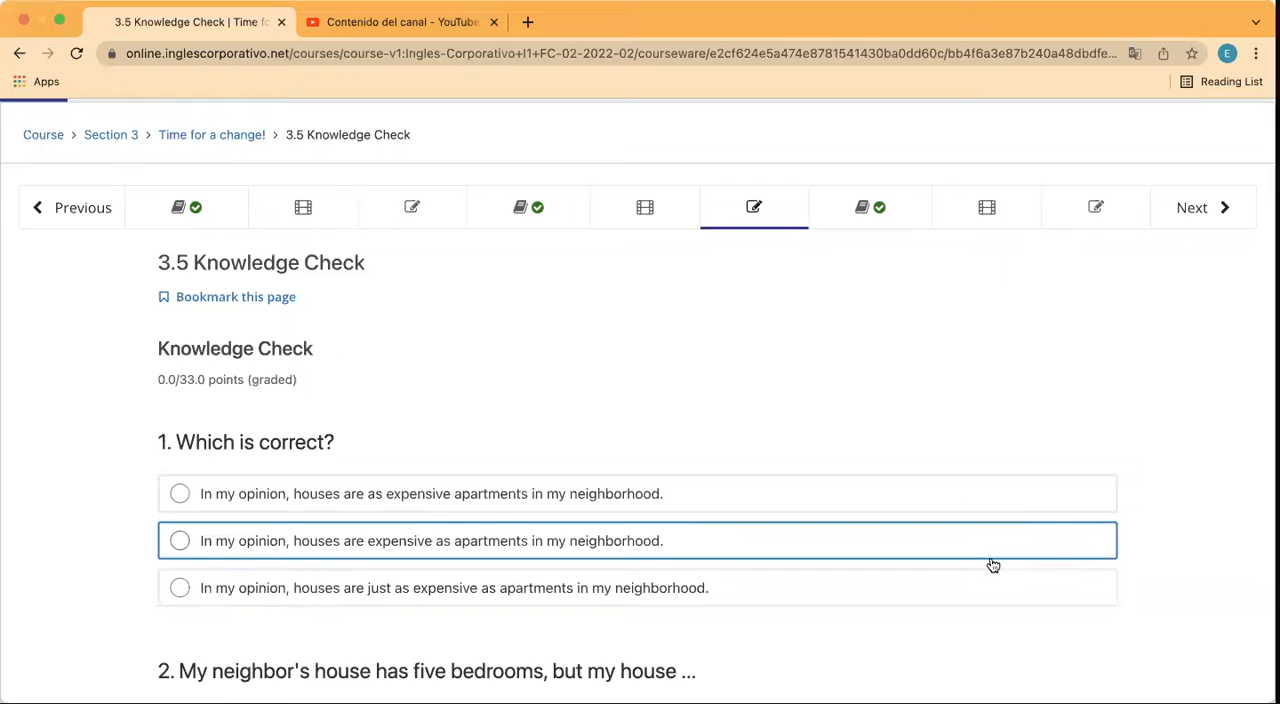 3.5 Knowledge Check | Time fo
Contenido del canal - YouTube
online.inglescorporativo.net/courses/course-v1:Ingles-Corporativo+I1+FC-02-2022-02/courseware/e2cf624e5a474e8781541430ba0dd60c/bb4f6a3e87b240a48dbdfe...
E
Apps
Reading List
Course > Section 3 > Time for a change! > 3.5 Knowledge Check
Previous
Next
3.5 Knowledge Check
Bookmark this page
Knowledge Check
0.0/33.0 points (graded)
1. Which is correct?
In my opinion, houses are as expensive apartments in my neighborhood.
In my opinion, houses are expensive as apartments in my neighborhood.
In my opinion, houses are just as expensive as apartments in my neighborhood.
2. My neighbor's house has five bedrooms, but my house ...